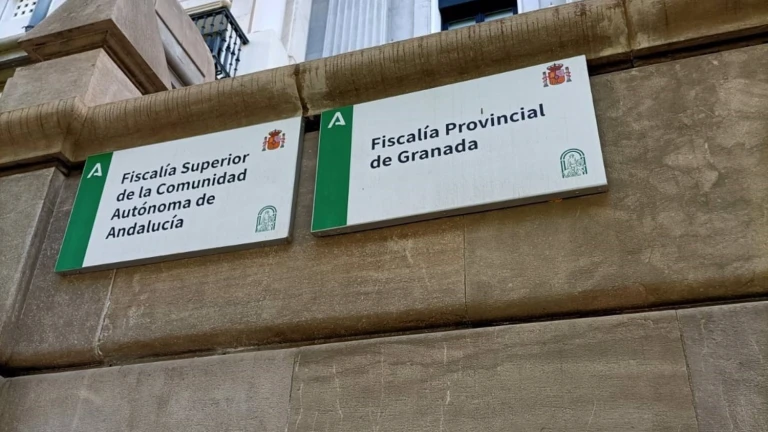 A
Fiscalía Superior
de la Comunidad
Autónoma de
Andalucía
A
Fiscalía Provincial
de Granada